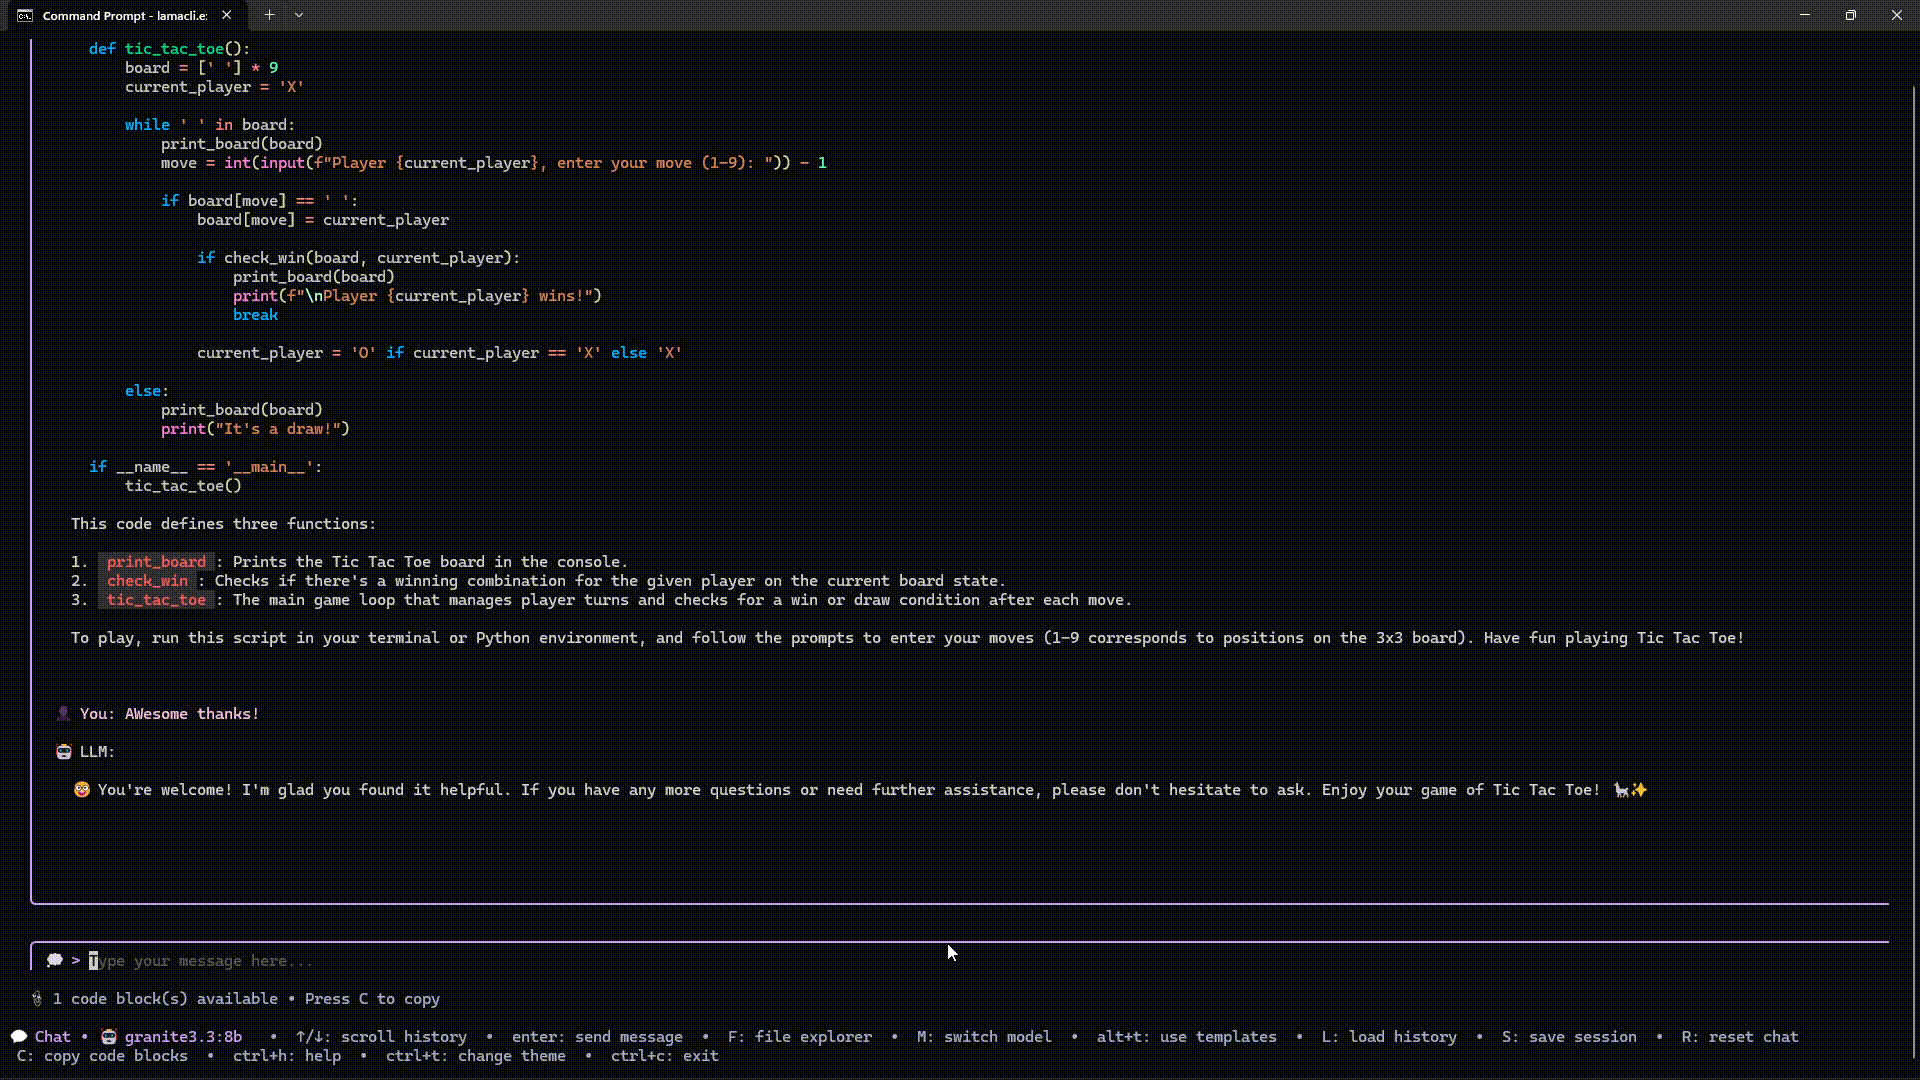 Command Prompt - lamacli.e:
def tic_tac_toe():
    board = [' '] * 9
    current_player = 'X'
    while ' ' in board:
        print_board(board)
        move = int(input(f"Player {current_player}, enter your move (1-9): ")) - 1
        if board[move] == ' ':
            board[move] = current_player
            if check_win(board, current_player):
                print_board(board)
                print(f"\nPlayer {current_player} wins!")
                break
            current_player = 'O' if current_player == 'X' else 'X'
    else:
        print_board(board)
        print("It's a draw!")
if __name__ == '__main__':
    tic_tac_toe()
This code defines three functions:
1. print_board : Prints the Tic Tac Toe board in the console.
2. check_win : Checks if there's a winning combination for the given player on the current board state.
3. tic_tac_toe : The main game loop that manages player turns and checks for a win or draw condition after each move.
To play, run this script in your terminal or Python environment, and follow the prompts to enter your moves (1-9 corresponds to positions on the 3x3 board). Have fun playing Tic Tac Toe!
You: AWesome thanks!
LLM:
You're welcome! I'm glad you found it helpful. If you have any more questions or need further assistance, please don't hesitate to ask. Enjoy your game of Tic Tac Toe! 🐈✨
> Type your message here...
1 code block(s) available • Press C to copy
Chat • granite3.3:8b • ↑/↓: scroll history • enter: send message • F: file explorer • M: switch model • alt+t: use templates • L: load history • S: save session • R: reset chat
C: copy code blocks • ctrl+h: help • ctrl+t: change theme • ctrl+c: exit